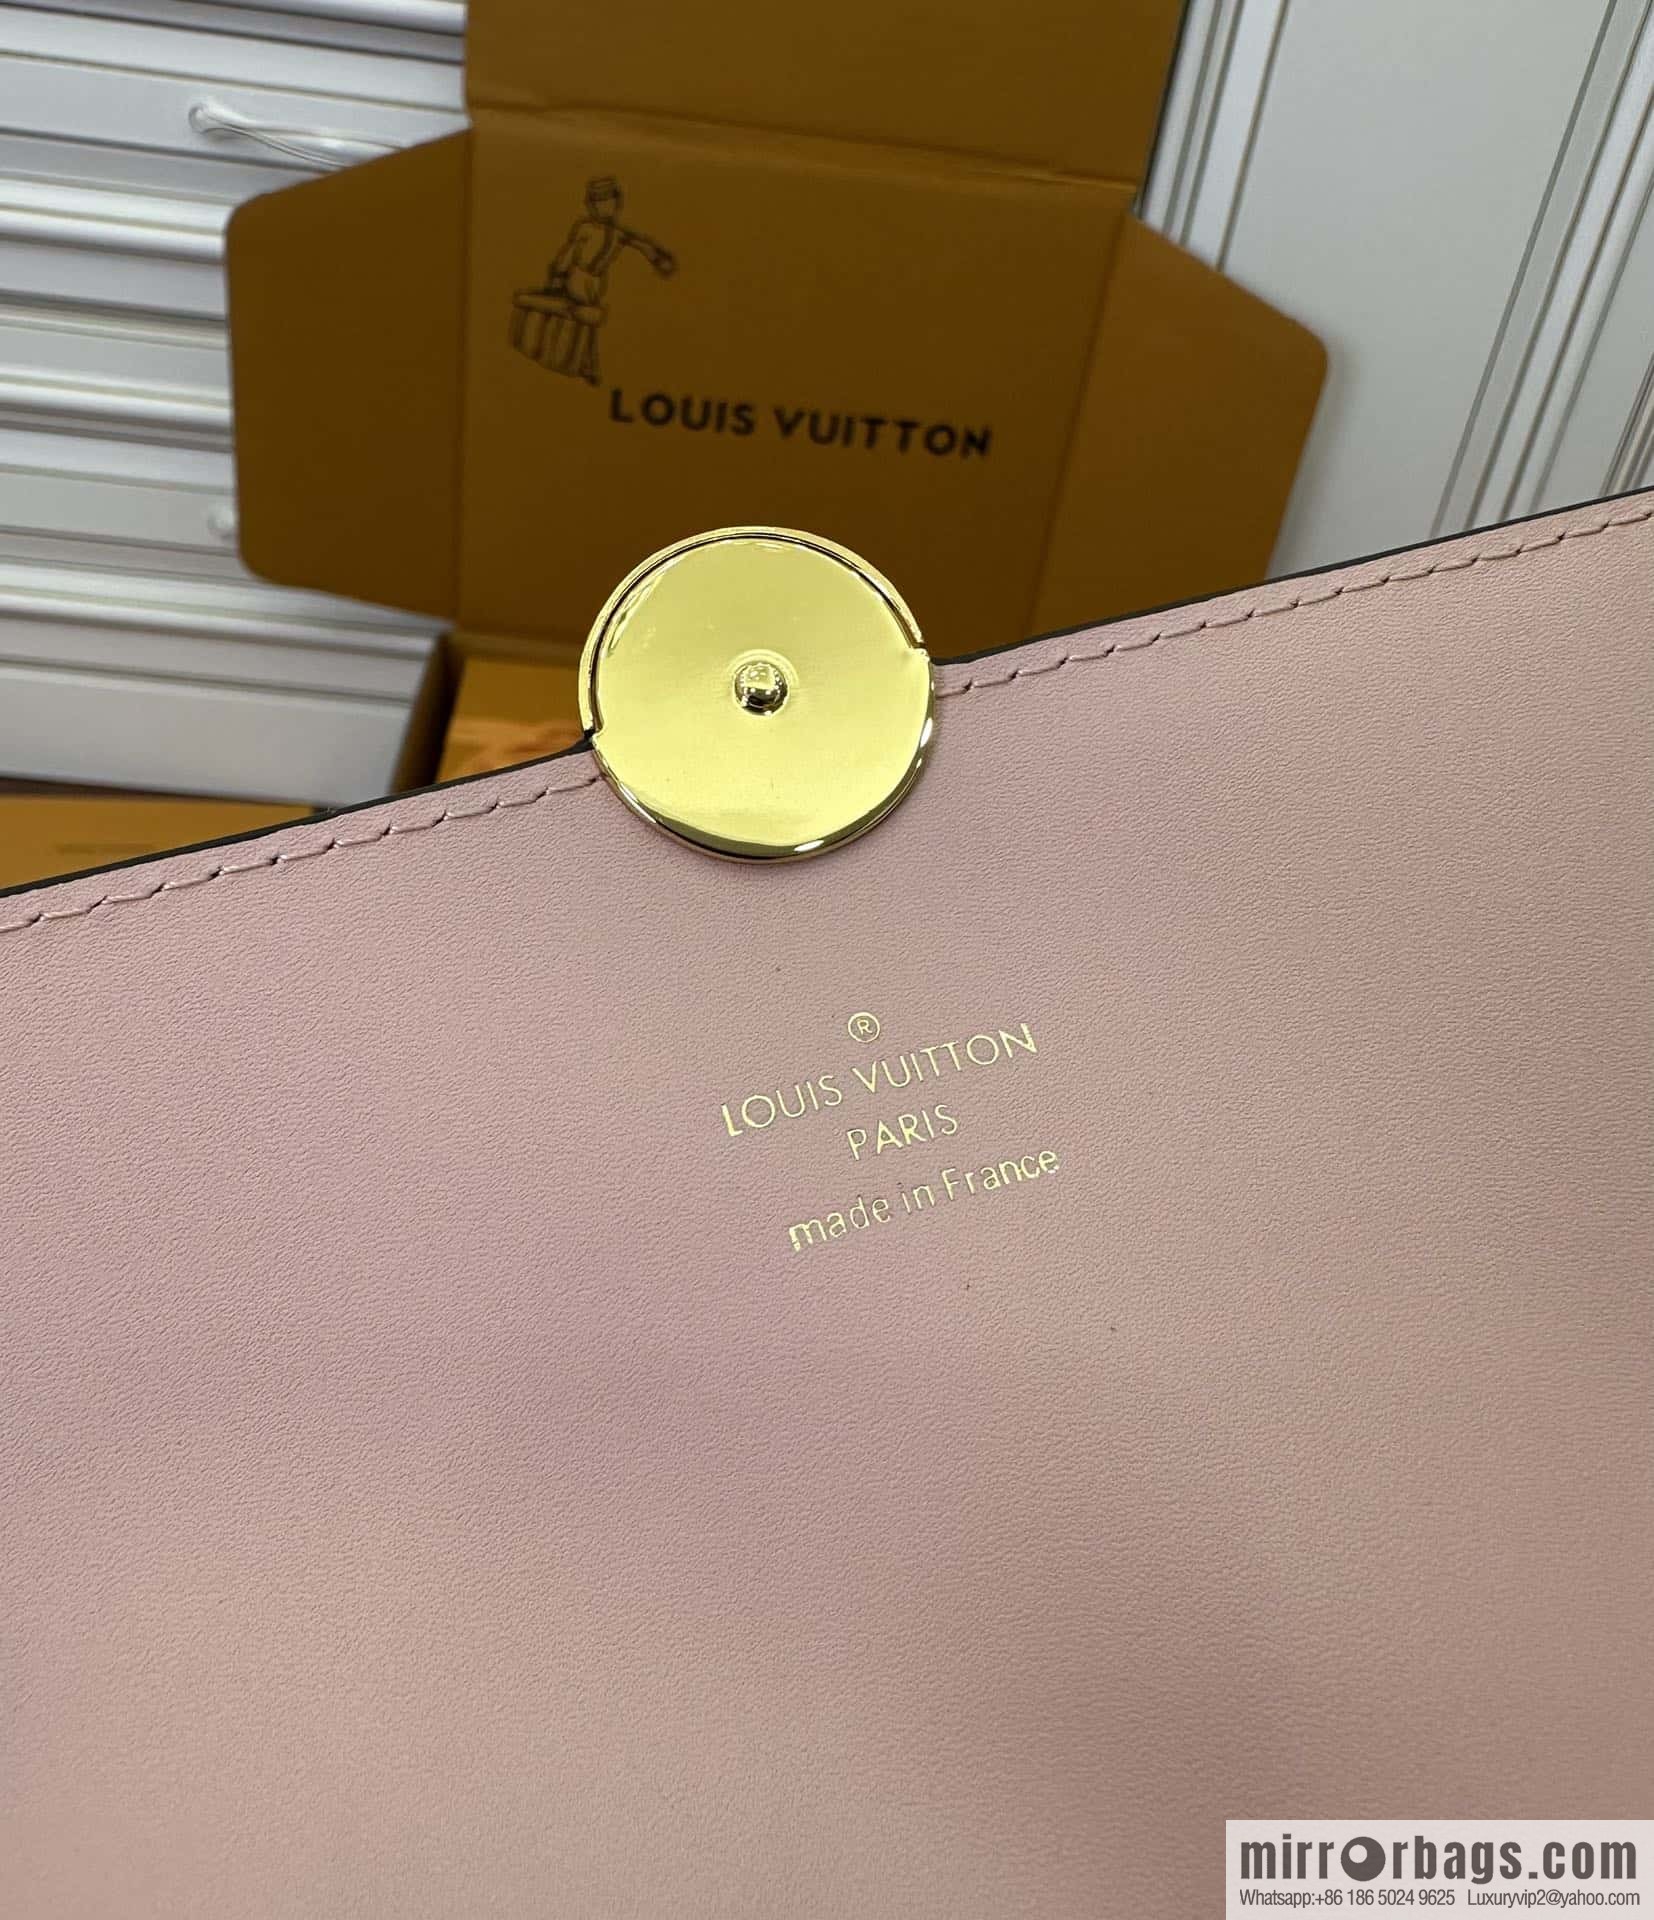 LOUIS VUITTON
®
LOUIS VUITTON
PARIS
made in France
mirrorbags.com
Whatsapp:+86 186 5024 9625 Luxuryvip2@yahoo.com